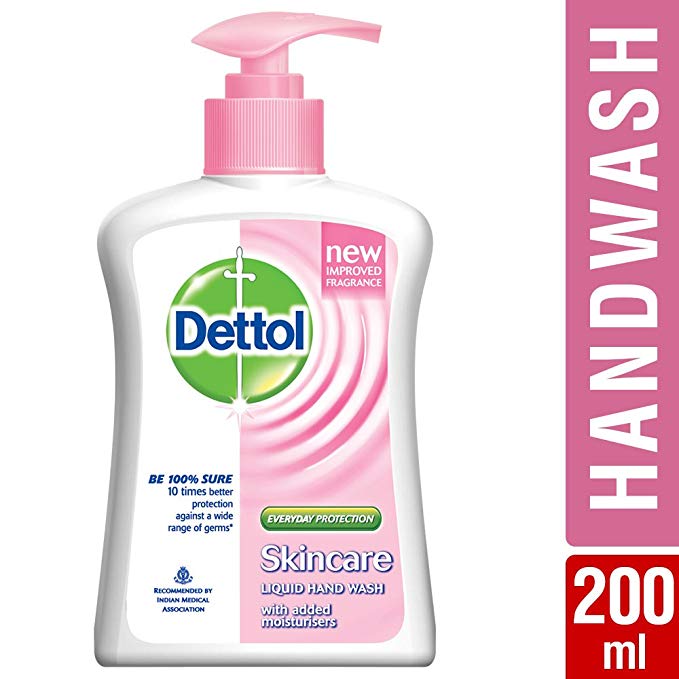 new
IMPROVED
FRAGRANCE
Dettol
BE 100% SURE
10 times better
protection
against a wide
range of germs*
EVERYDAY PROTECTION
Skincare
LIQUID HAND WASH
with added
moisturisers
RECOMMENDED BY
INDIAN MEDICAL
ASSOCIATION
HANDWASH
200
ml